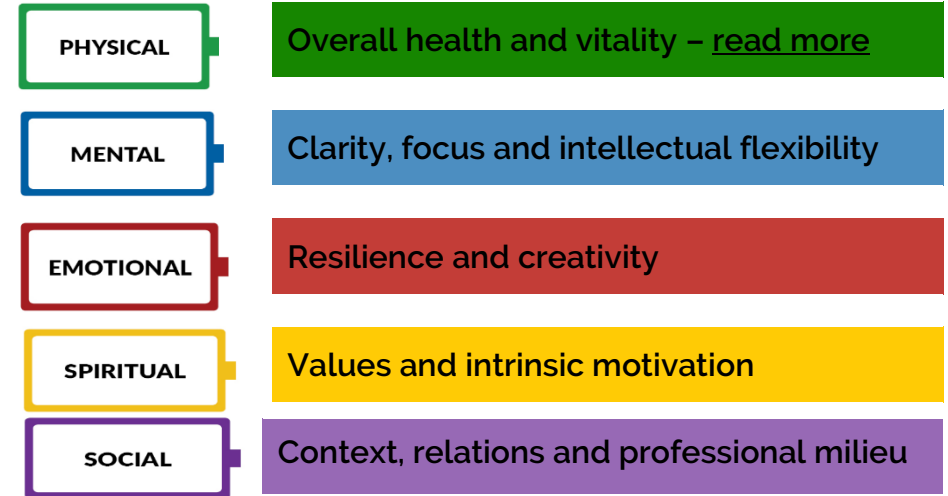 PHYSICAL
Overall health and vitality – read more
MENTAL
Clarity, focus and intellectual flexibility
EMOTIONAL
Resilience and creativity
SPIRITUAL
Values and intrinsic motivation
SOCIAL
Context, relations and professional milieu